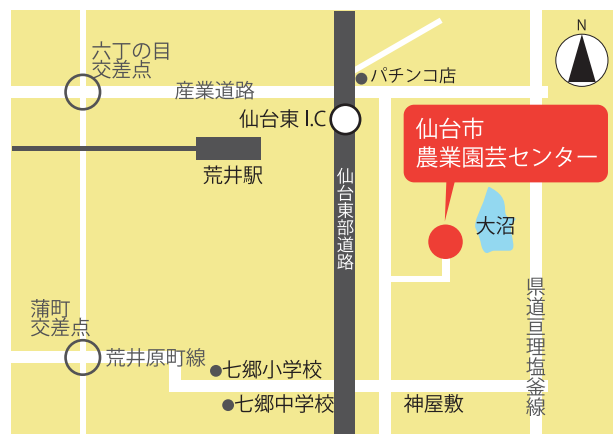 六丁の目
交差点
産業道路
パチンコ店
N
仙台東 I.C
仙台市
農業園芸センター
荒井駅
仙台東部道路
大沼
蒲町
交差点
荒井原町線
県道亘理塩釜線
七郷小学校
七郷中学校
神屋敷